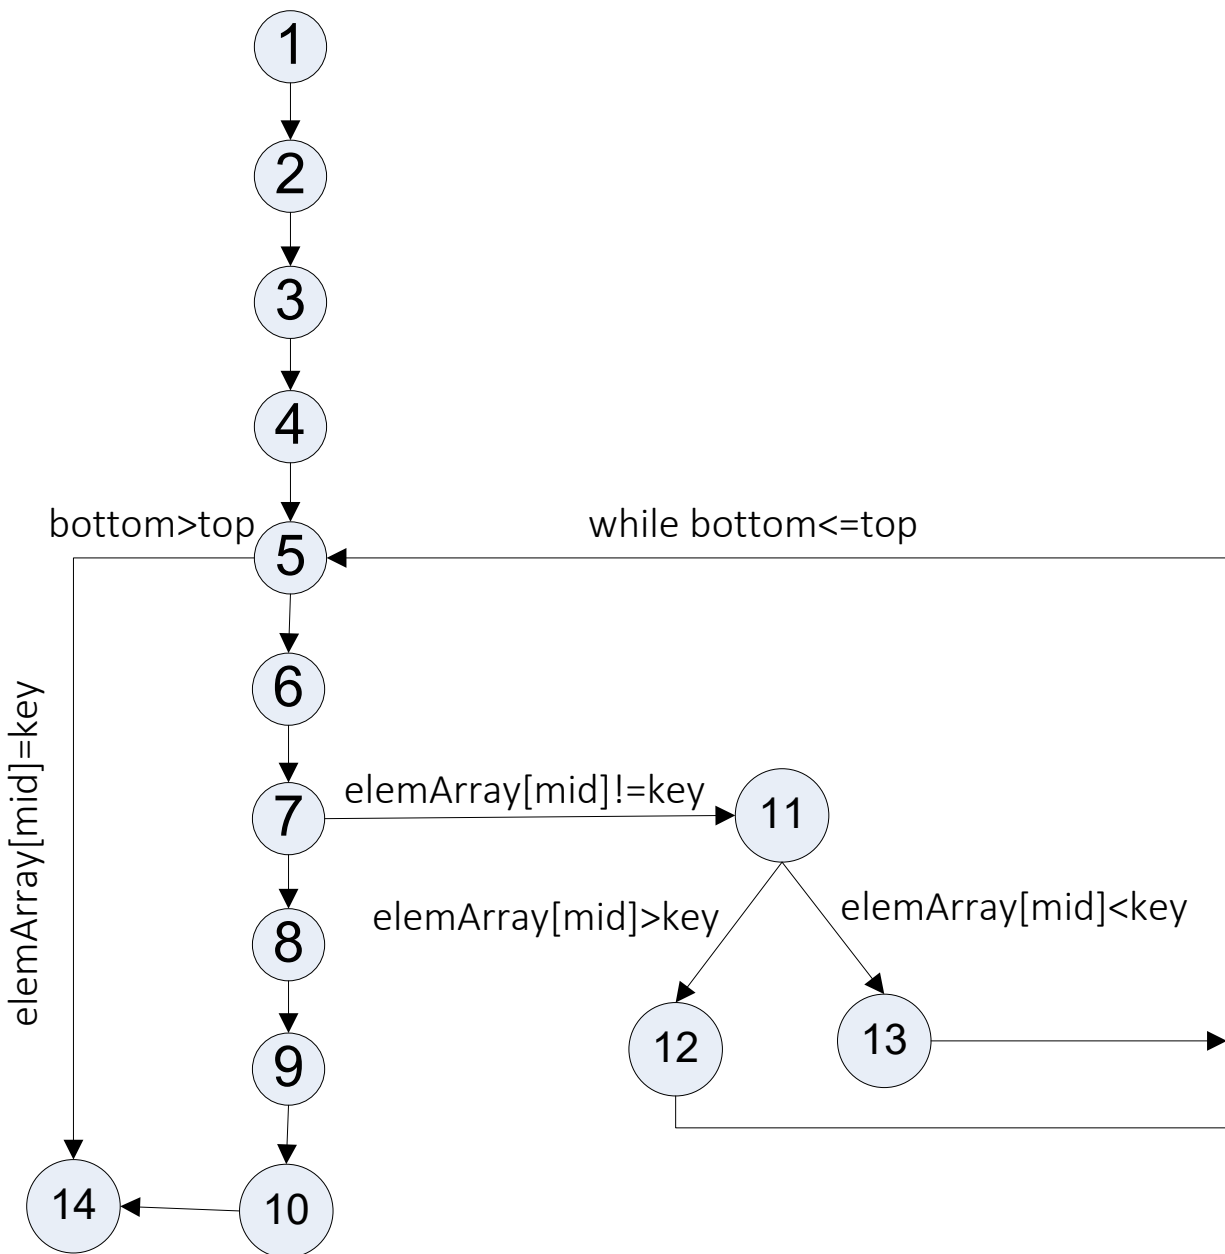 1
2
3
4
bottom>top
while bottom<=top
5
elemArray[mid]=key
6
7
elemArray[mid]!=key
11
elemArray[mid]>key
elemArray[mid]<key
8
9
12
13
14
10